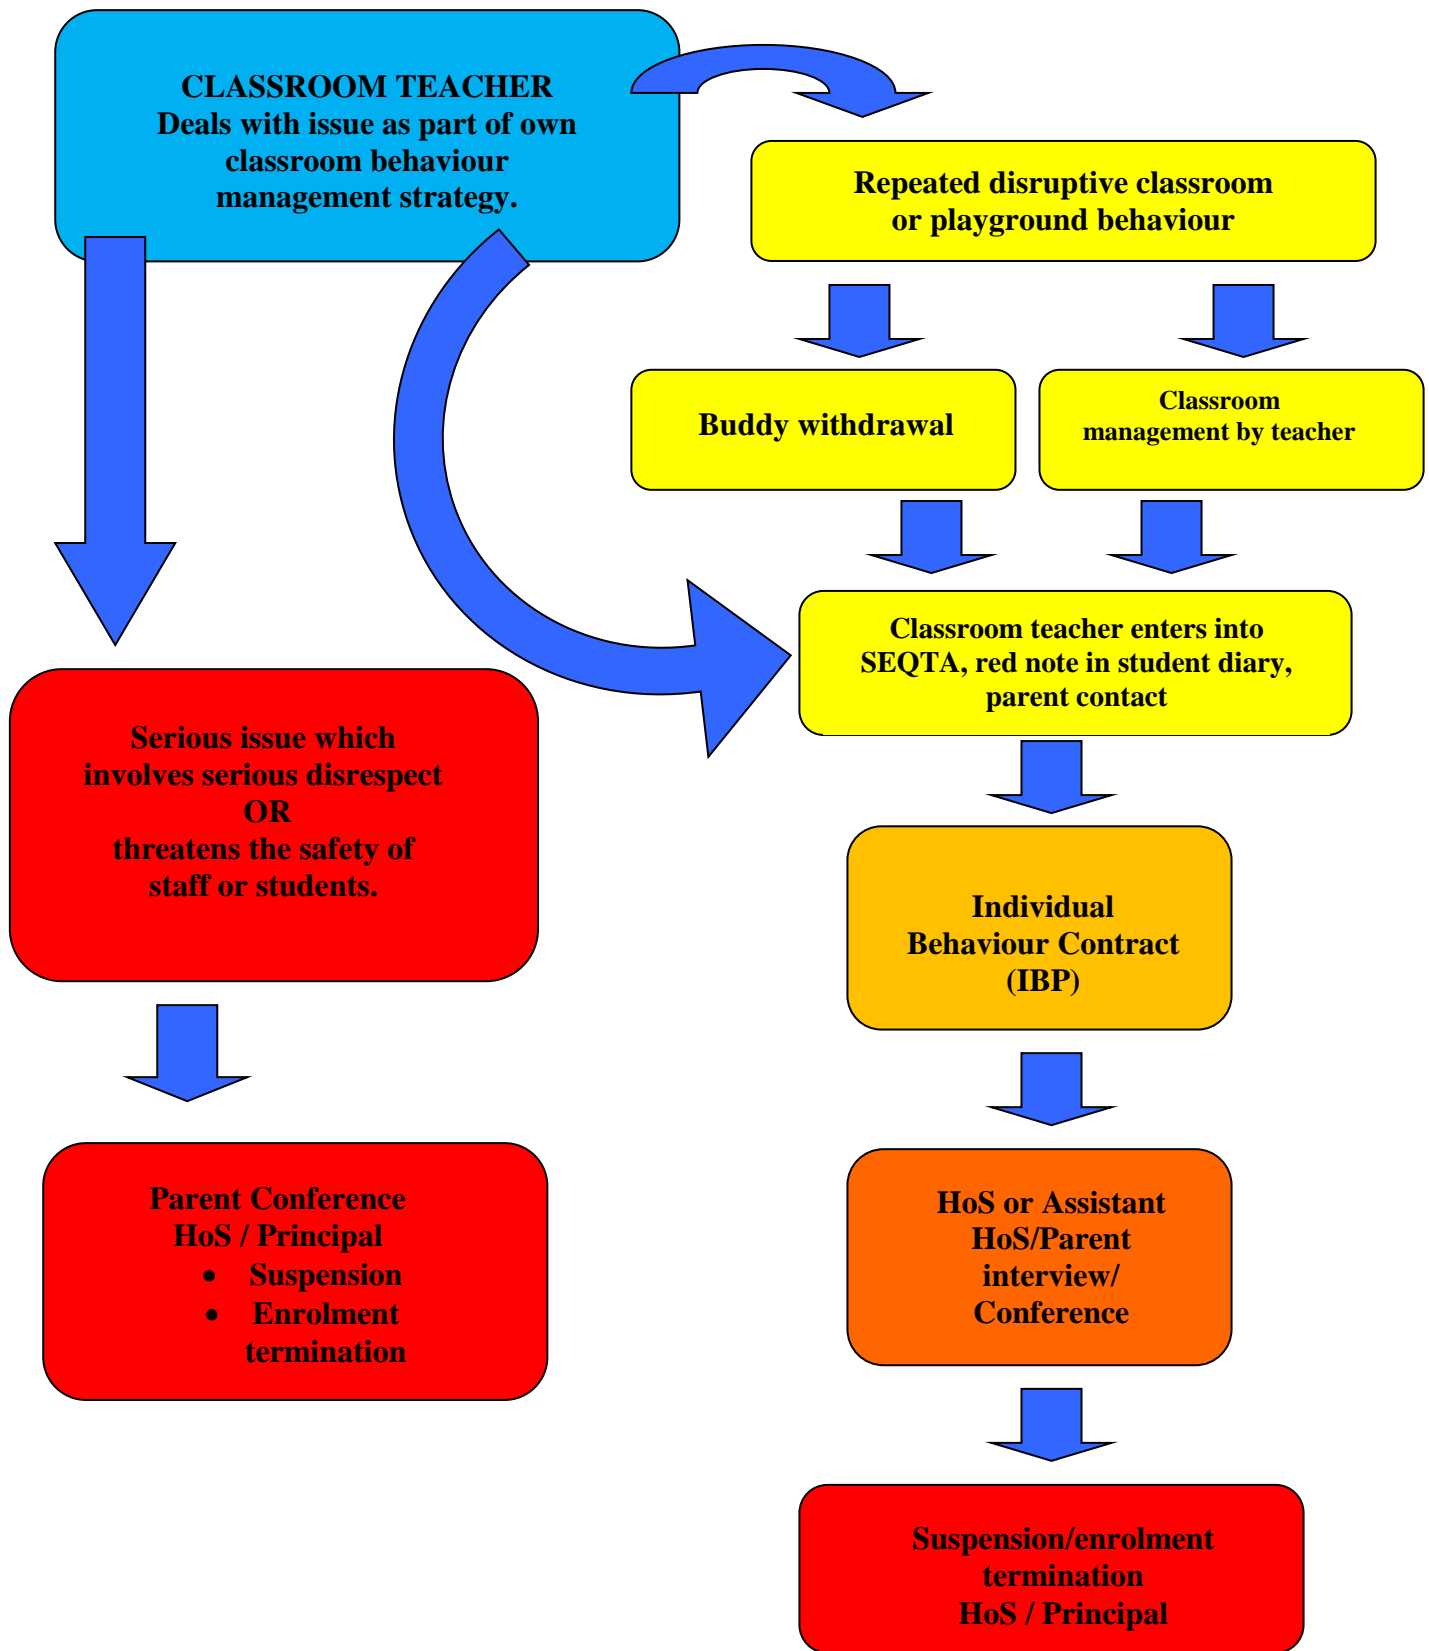 CLASSROOM TEACHER
Deals with issue as part of own
classroom behaviour
management strategy.
Repeated disruptive classroom
or playground behaviour
Buddy withdrawal
Classroom
management by teacher
Classroom teacher enters into
SEQTA, red note in student diary,
parent contact
Serious issue which
involves serious disrespect
OR
threatens the safety of
staff or students.
Individual
Behaviour Contract
(IBP)
Parent Conference
HoS / Principal
• Suspension
• Enrolment
termination
HoS or Assistant
HoS/Parent
interview/
Conference
Suspension/enrolment
termination
HoS / Principal